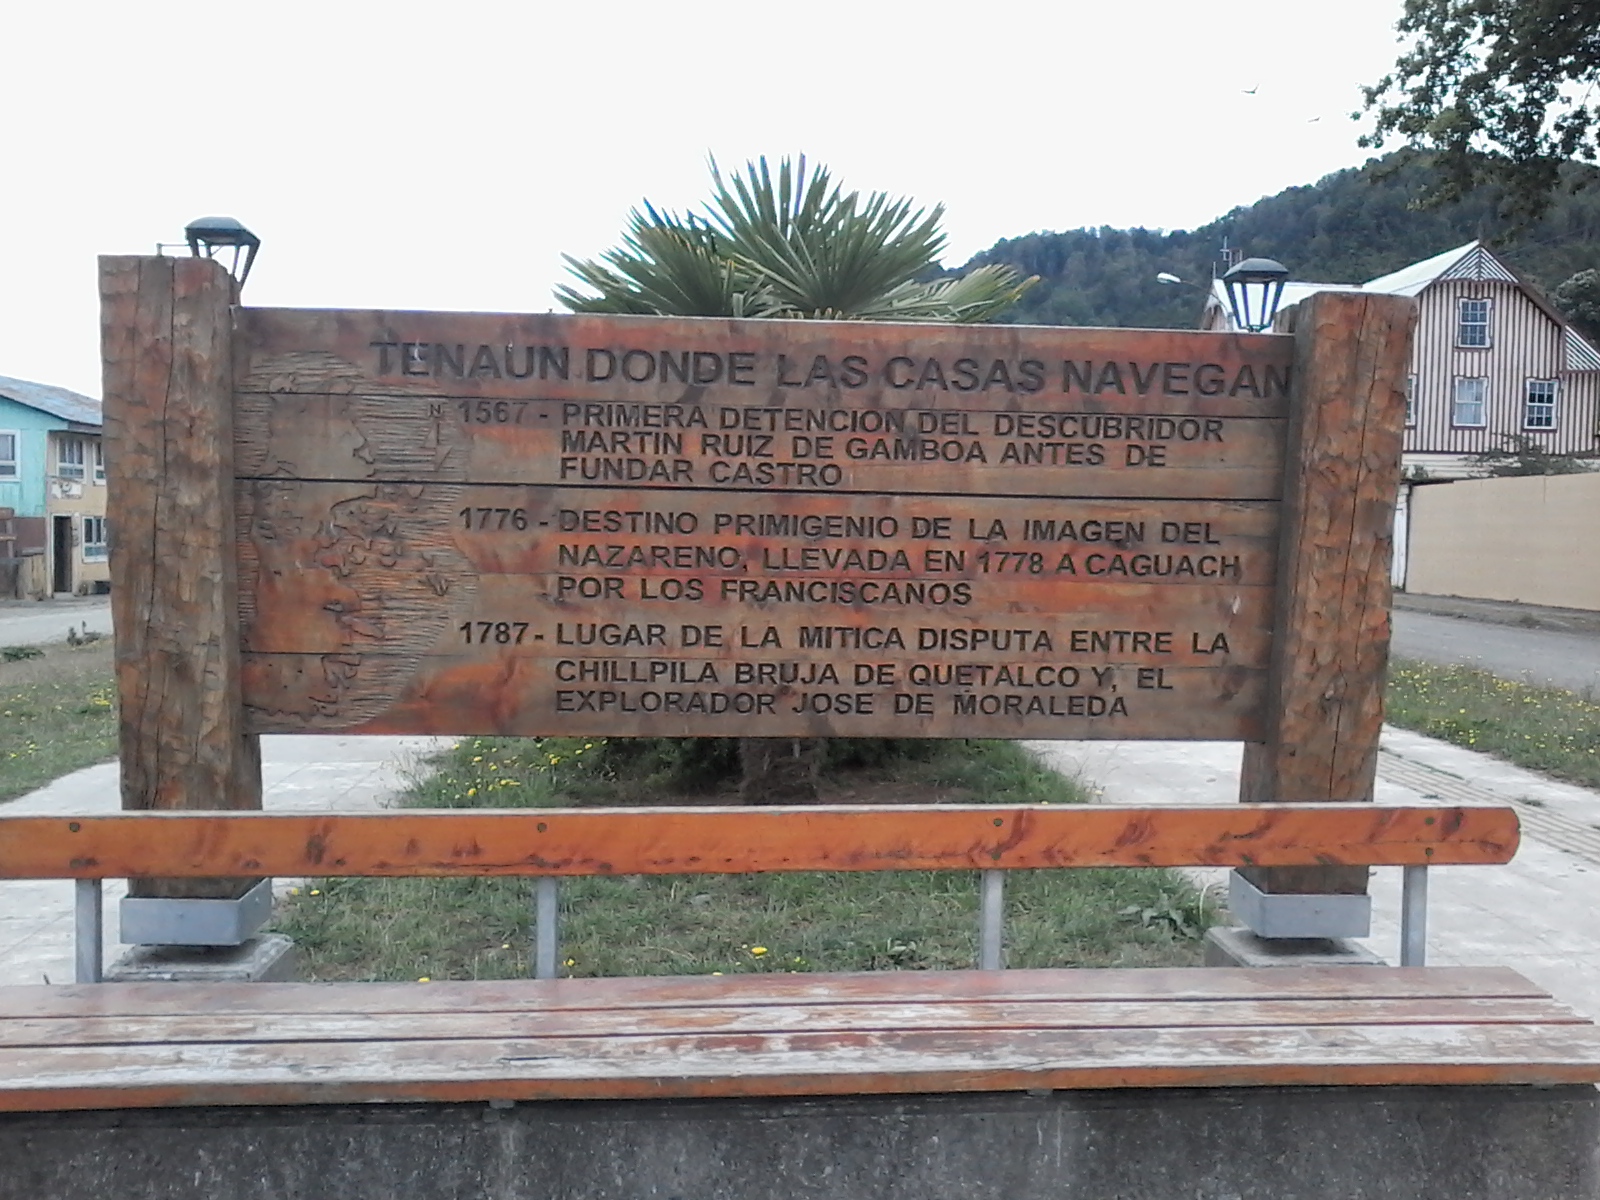 TENAUN DONDE LAS CASAS NAVEGAN
N
1567 - PRIMERA DETENCION DEL DESCUBRIDOR
MARTIN RUIZ DE GAMBOA ANTES DE
FUNDAR CASTRO
1776 - DESTINO PRIMIGENIO DE LA IMAGEN DEL
NAZARENO, LLEVADA EN 1778 A CAGUACH
POR LOS FRANCISCANOS
1787 - LUGAR DE LA MITICA DISPUTA ENTRE LA
CHILLPILA BRUJA DE QUETALCO Y, EL
EXPLORADOR JOSE DE MORALEDA